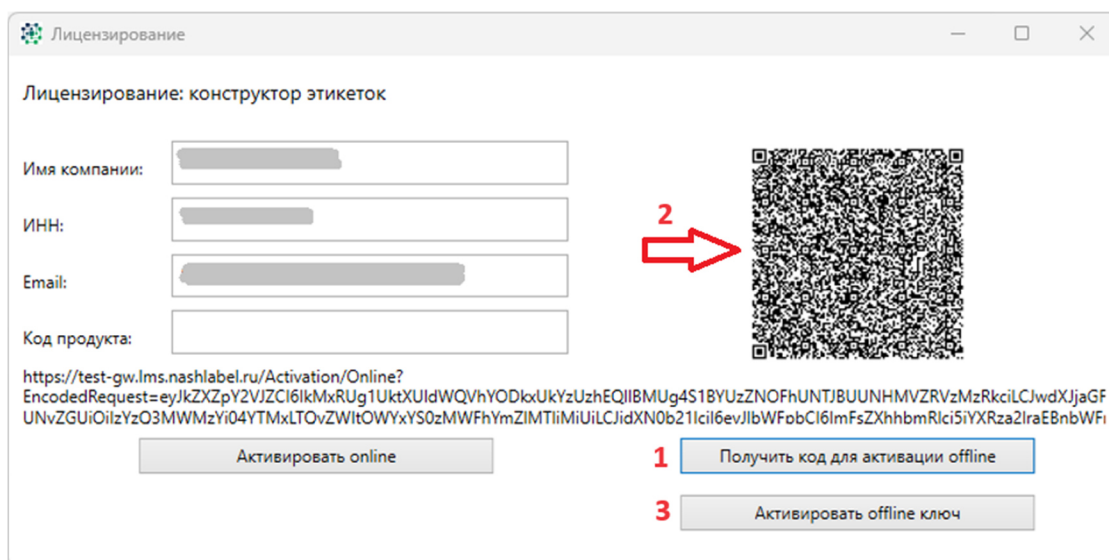 Лицензирование
Лицензирование: конструктор этикеток
Имя компании:
ИНН:
2
Email:
Код продукта:
https://test-gw.lms.nashlabel.ru/Activation/Online?
Активировать online
1
Получить код для активации offline
3
Активировать offline ключ